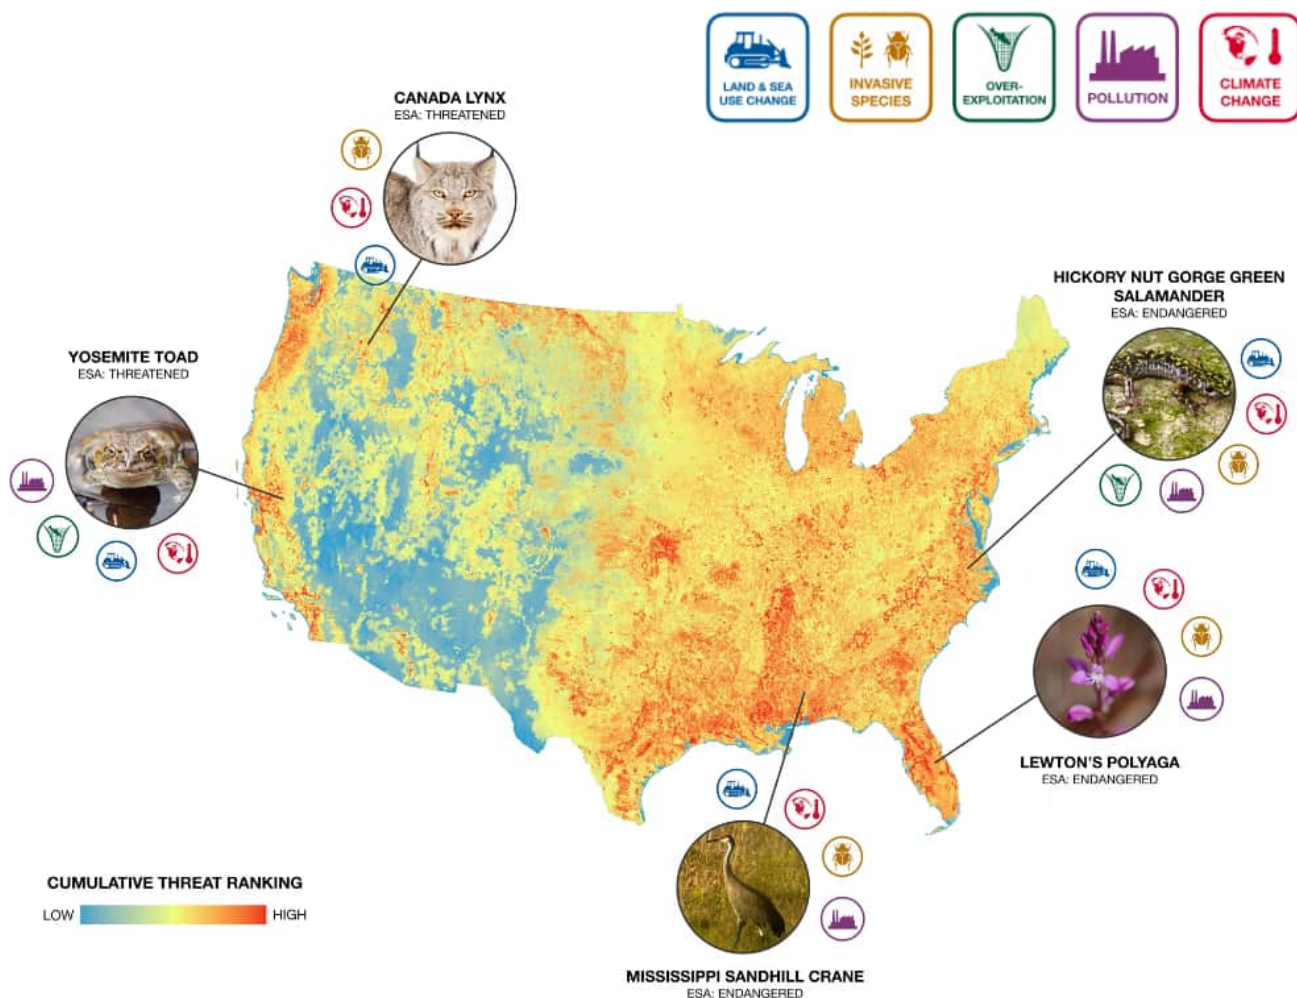 LAND & SEA
USE CHANGE
INVASIVE
SPECIES
OVER-
EXPLOITATION
POLLUTION
CLIMATE
CHANGE
CANADA LYNX
ESA: THREATENED
HICKORY NUT GORGE GREEN
SALAMANDER
ESA: ENDANGERED
YOSEMITE TOAD
ESA: THREATENED
LEWTON'S POLYAGA
ESA: ENDANGERED
CUMULATIVE THREAT RANKING
LOW
HIGH
MISSISSIPPI SANDHILL CRANE
ESA: ENDANGERED